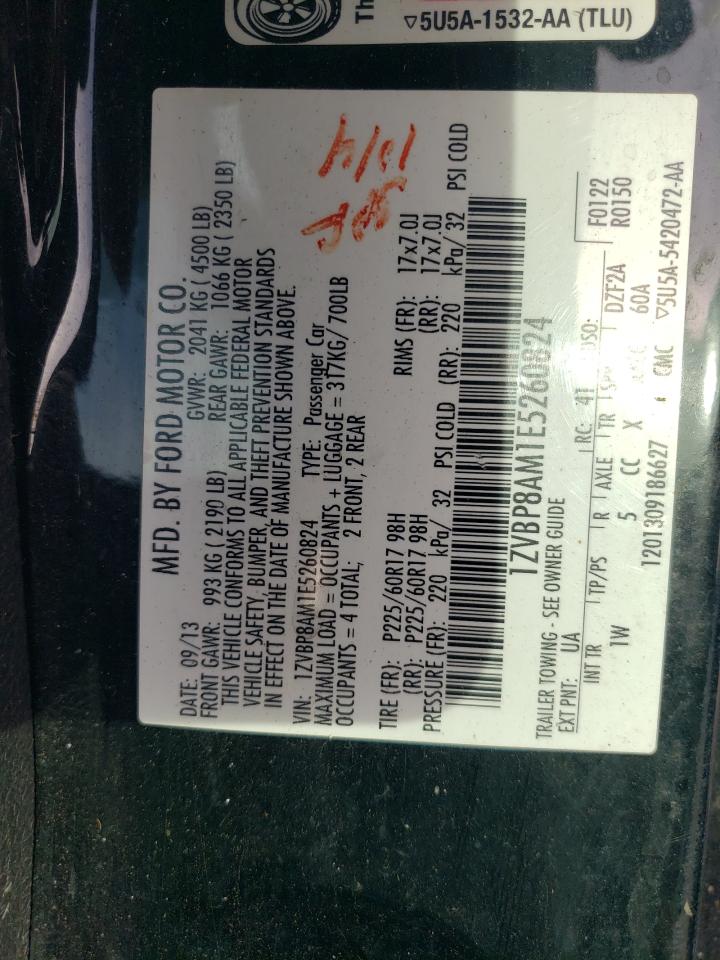 Th
▽5U5A-1532-AA (TLU)
MFD. BY FORD MOTOR CO.
DATE: 09/13 GVWR: 2041 KG ( 4500 LB)
FRONT GAWR: 993 KG ( 2190 LB) REAR GAWR: 1066 KG ( 2350 LB)
THIS VEHICLE CONFORMS TO ALL APPLICABLE FEDERAL MOTOR
VEHICLE SAFETY, BUMPER, AND THEFT PREVENTION STANDARDS
IN EFFECT ON THE DATE OF MANUFACTURE SHOWN ABOVE.
VIN: 1ZVBP8AM1E5260824 TYPE: Passenger Car
MAXIMUM LOAD = OCCUPANTS + LUGGAGE = 317KG/ 700LB
OCCUPANTS = 4 TOTAL; 2 FRONT, 2 REAR
TIRE (FR): P225/60R17 98H RIMS (FR): 17x7.0J
(RR): P225/60R17 98H (RR): 17x7.0J
PRESSURE (FR): 220 kPa/ 32 PSI COLD (RR): 220 kPa/ 32 PSI COLD
1ZVBP8AM1E5260824
TRAILER TOWING - SEE OWNER GUIDE
EXT PNT: UA RC: 41 DSO: F0122
INT TR TP/PS R AXLE TR DZF2A R0150
1W 5 CC X 60A
1201309186627 CMC ▽5U5A-5420472-AA